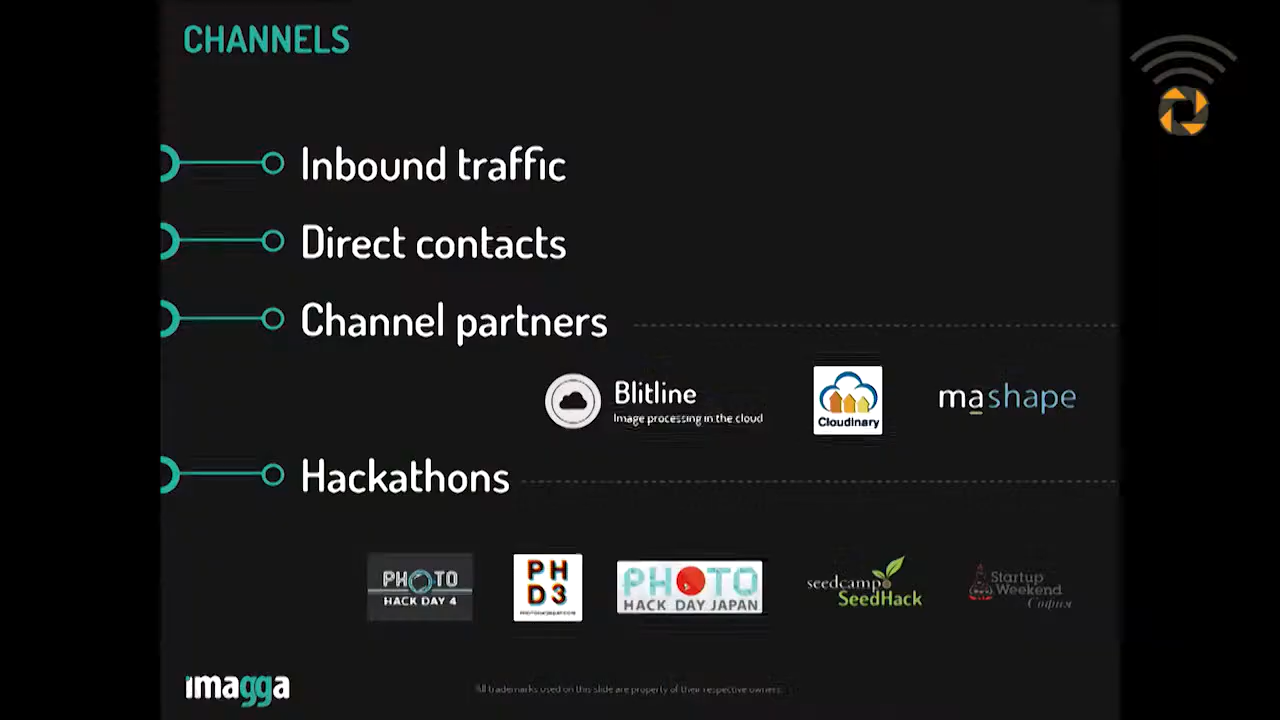 CHANNELS
Inbound traffic
Direct contacts
Channel partners
Blitline
Image processing in the cloud
Cloudinary
mashape
Hackathons
PHOTO
HACK DAY 4
PH
D3
PHOTO
HACK DAY JAPAN
seedcamp
SeedHack
Startup
Weekend
София
imagga
All trademarks used on this slide are property of their respective owners.